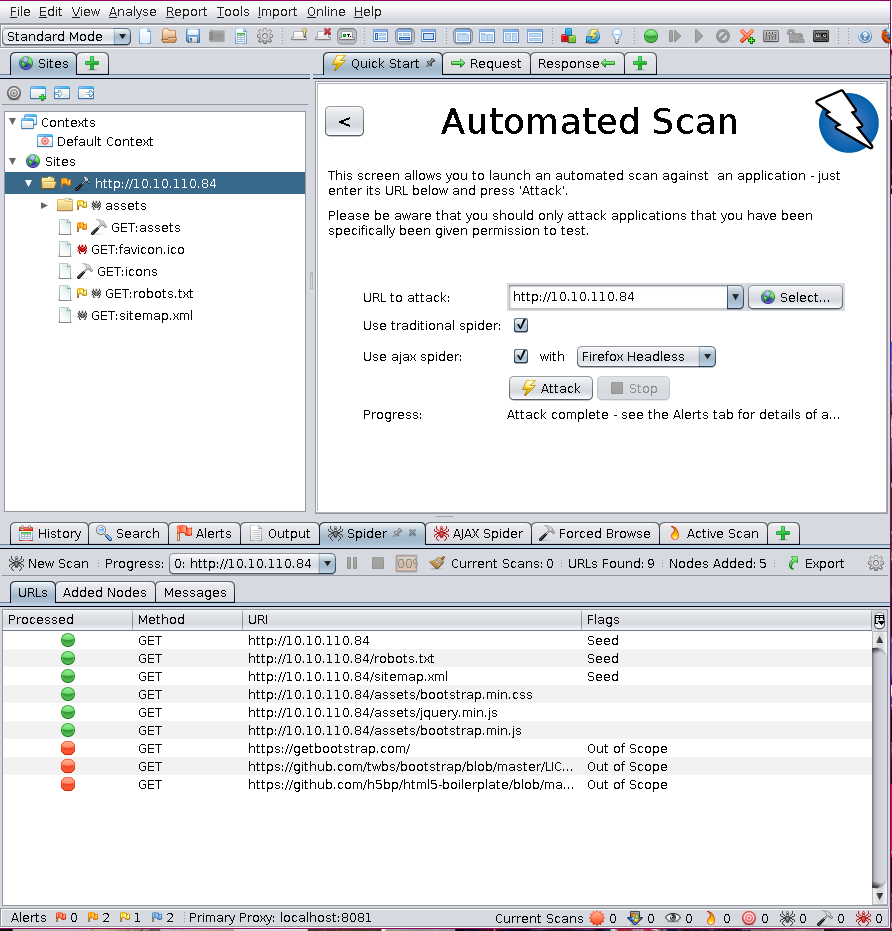 File Edit View Analyse Report Tools Import Online Help
Standard Mode
Sites
Quick Start Request Response
Contexts
Default Context
Sites
http://10.10.110.84
assets
GET:assets
GET:favicon.ico
GET:icons
GET:robots.txt
GET:sitemap.xml
<
Automated Scan
This screen allows you to launch an automated scan against an application - just
enter its URL below and press 'Attack'.
Please be aware that you should only attack applications that you have been
specifically been given permission to test.
URL to attack: http://10.10.110.84 Select...
Use traditional spider:
Use ajax spider: with Firefox Headless
Attack Stop
Progress: Attack complete - see the Alerts tab for details of a...
History Search Alerts Output Spider AJAX Spider Forced Browse Active Scan
New Scan Progress: 0: http://10.10.110.84 Current Scans: 0 URLs Found: 9 Nodes Added: 5 Export
URLs Added Nodes Messages
Processed Method URI Flags
GET http://10.10.110.84 Seed
GET http://10.10.110.84/robots.txt Seed
GET http://10.10.110.84/sitemap.xml Seed
GET http://10.10.110.84/assets/bootstrap.min.css
GET http://10.10.110.84/assets/jquery.min.js
GET http://10.10.110.84/assets/bootstrap.min.js
GET https://getbootstrap.com/ Out of Scope
GET https://github.com/twbs/bootstrap/blob/master/LIC... Out of Scope
GET https://github.com/h5bp/html5-boilerplate/blob/ma... Out of Scope
Alerts 0 2 1 2 Primary Proxy: localhost:8081 Current Scans 0 0 0 0 0 0 0 0